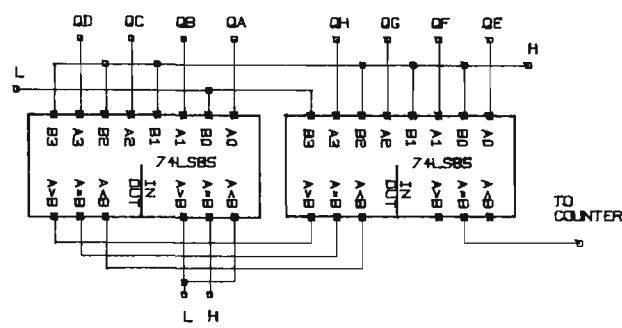 QD QC QB QA QH QG QF QE
H
L
B3 A3 B2 A2 B1 A1 B0 A0 B3 A3 B2 A2 B1 A1 B0 A0
74LS85 74LS85
A>B A=B A<B OUT IN A>B A=B A<B A>B A=B A<B OUT IN A>B A=B A<B
TO
COUNTER
L H